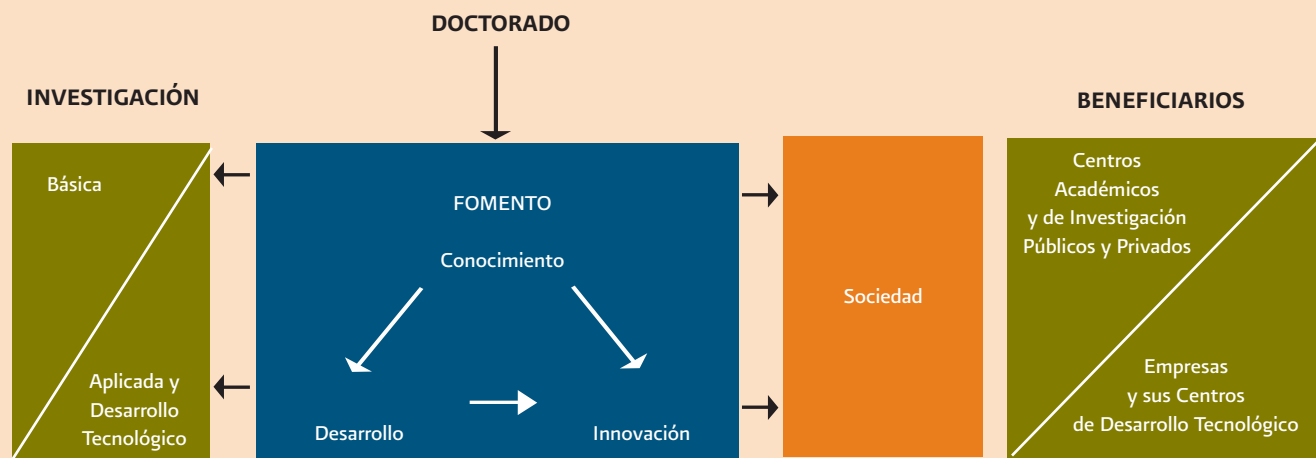 DOCTORADO
INVESTIGACIÓN
BENEFICIARIOS
Básica
Aplicada y
Desarrollo
Tecnológico
FOMENTO
Conocimiento
Desarrollo
Innovación
Sociedad
Centros
Académicos
y de Investigación
Públicos y Privados
Empresas
y sus Centros
de Desarrollo Tecnológico